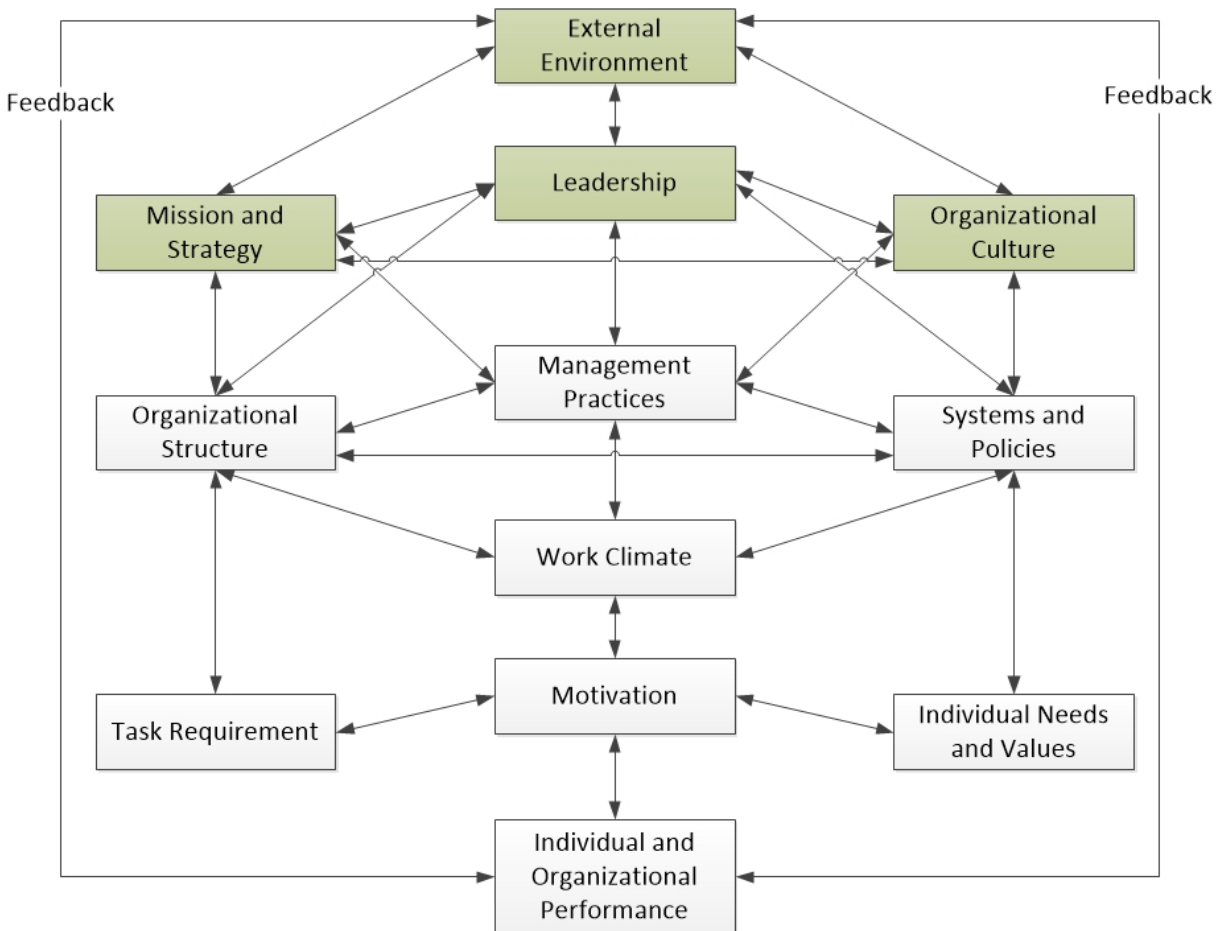 External
Environment
Feedback
Feedback
Leadership
Mission and
Strategy
Organizational
Culture
Management
Practices
Organizational
Structure
Systems and
Policies
Work Climate
Motivation
Task Requirement
Individual Needs
and Values
Individual and
Organizational
Performance